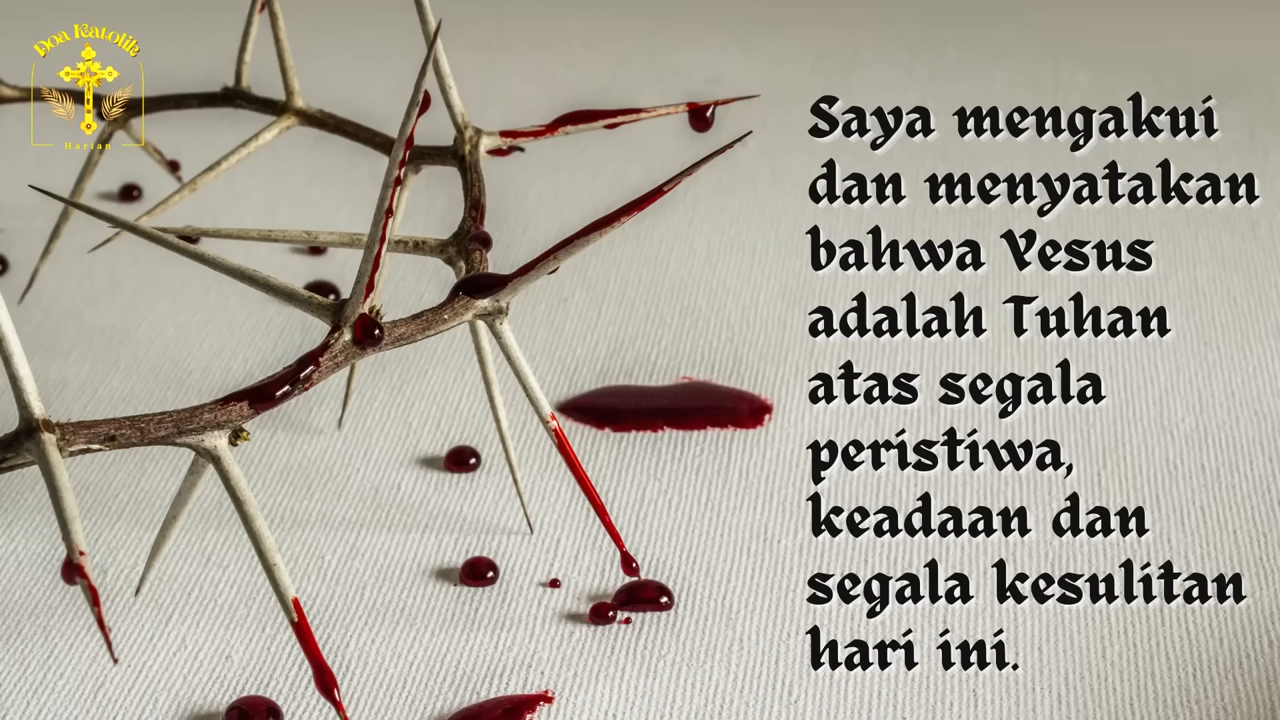 Doa Katolik
Harian
Saya mengakui
dan menyatakan
bahwa Yesus
adalah Tuhan
atas segala
peristiwa,
keadaan dan
segala kesulitan
hari ini.